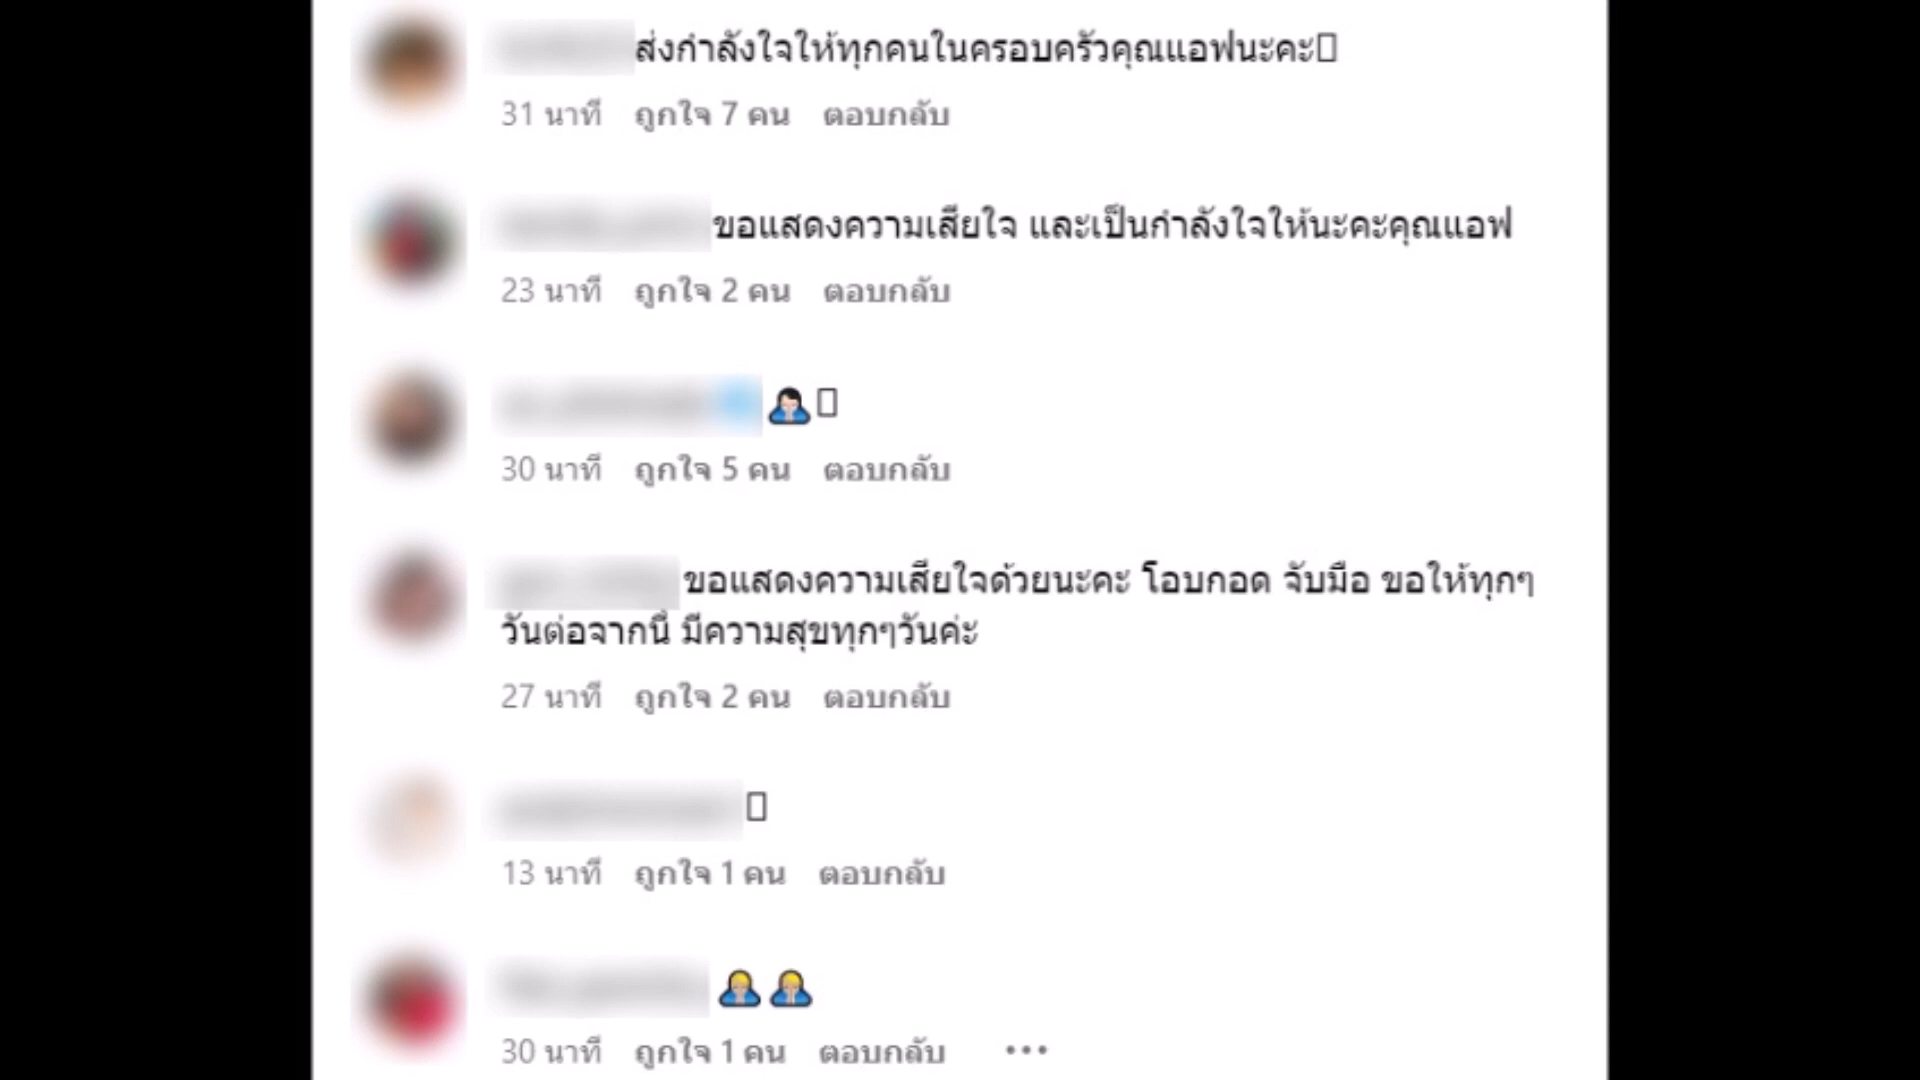 ส่งกำลังใจให้ทุกคนในครอบครัวคุณแอฟนะคะ
31 นาที ถูกใจ 7 คน ตอบกลับ
ขอแสดงความเสียใจ และเป็นกำลังใจให้นะคะคุณแอฟ
23 นาที ถูกใจ 2 คน ตอบกลับ
30 นาที ถูกใจ 5 คน ตอบกลับ
ขอแสดงความเสียใจด้วยนะคะ โอบกอด จับมือ ขอให้ทุกๆ
วันต่อจากนี้ มีความสุขทุกๆวันค่ะ
27 นาที ถูกใจ 2 คน ตอบกลับ
13 นาที ถูกใจ 1 คน ตอบกลับ
30 นาที ถูกใจ 1 คน ตอบกลับ